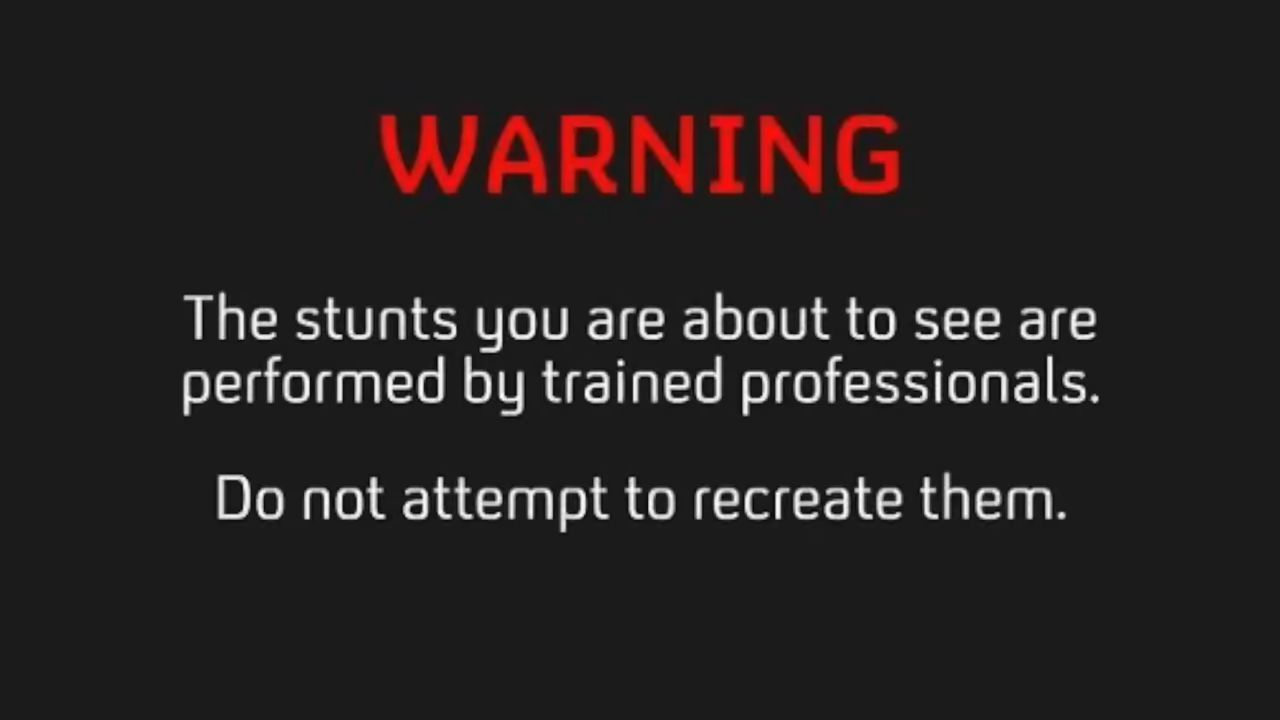 WARNING
The stunts you are about to see are
performed by trained professionals.
Do not attempt to recreate them.